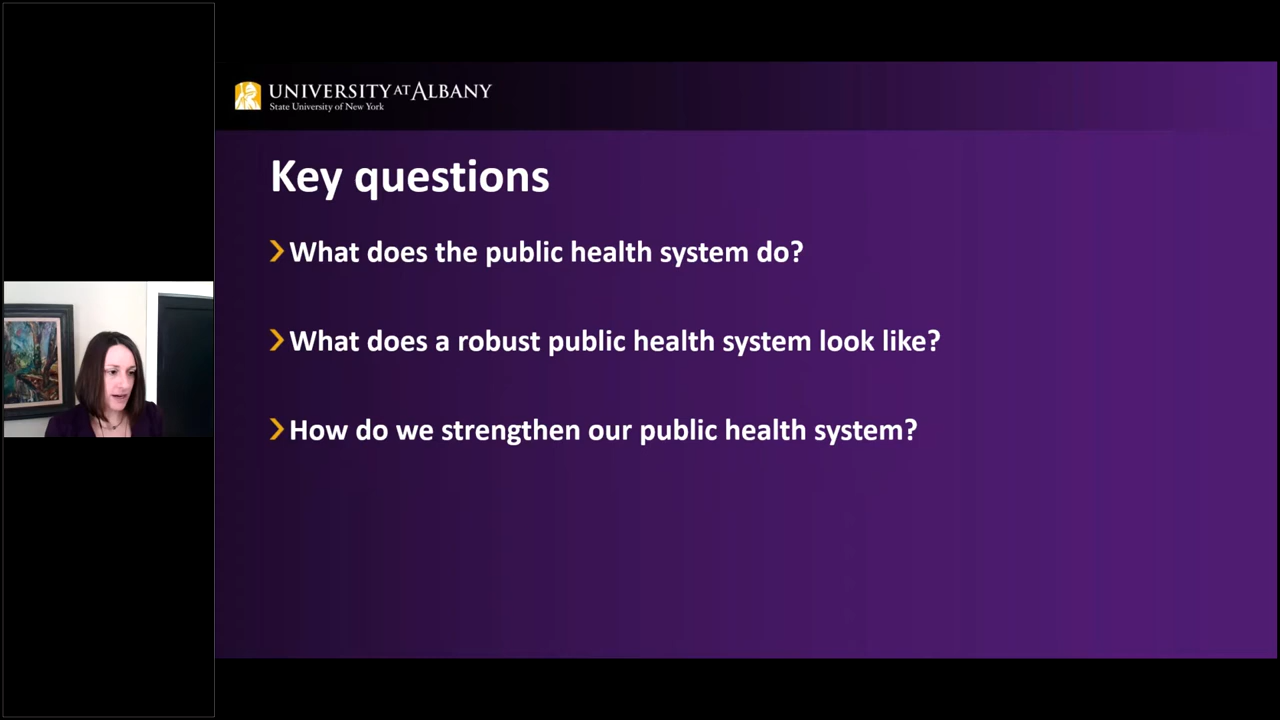 UNIVERSITY AT ALBANY
State University of New York
Key questions
What does the public health system do?
What does a robust public health system look like?
How do we strengthen our public health system?